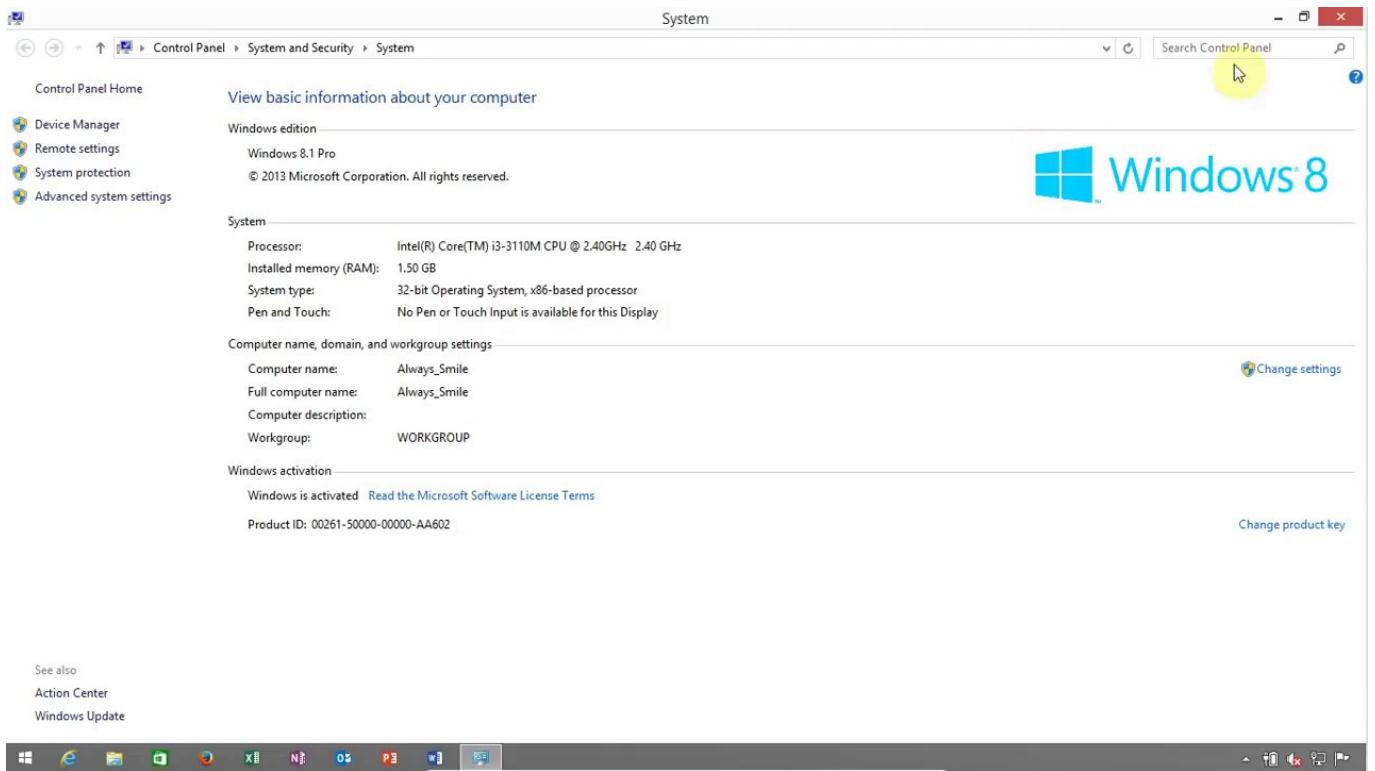 System
Control Panel System and Security System
Search Control Panel
Control Panel Home
Device Manager
Remote settings
System protection
Advanced system settings
View basic information about your computer
Windows edition
Windows 8.1 Pro
© 2013 Microsoft Corporation. All rights reserved.
Windows 8
System
Processor: Intel(R) Core(TM) i3-3110M CPU @ 2.40GHz 2.40 GHz
Installed memory (RAM): 1.50 GB
System type: 32-bit Operating System, x86-based processor
Pen and Touch: No Pen or Touch Input is available for this Display
Computer name, domain, and workgroup settings
Computer name: Always_Smile
Change settings
Full computer name: Always_Smile
Computer description:
Workgroup: WORKGROUP
Windows activation
Windows is activated Read the Microsoft Software License Terms
Product ID: 00261-50000-00000-AA602
Change product key
See also
Action Center
Windows Update